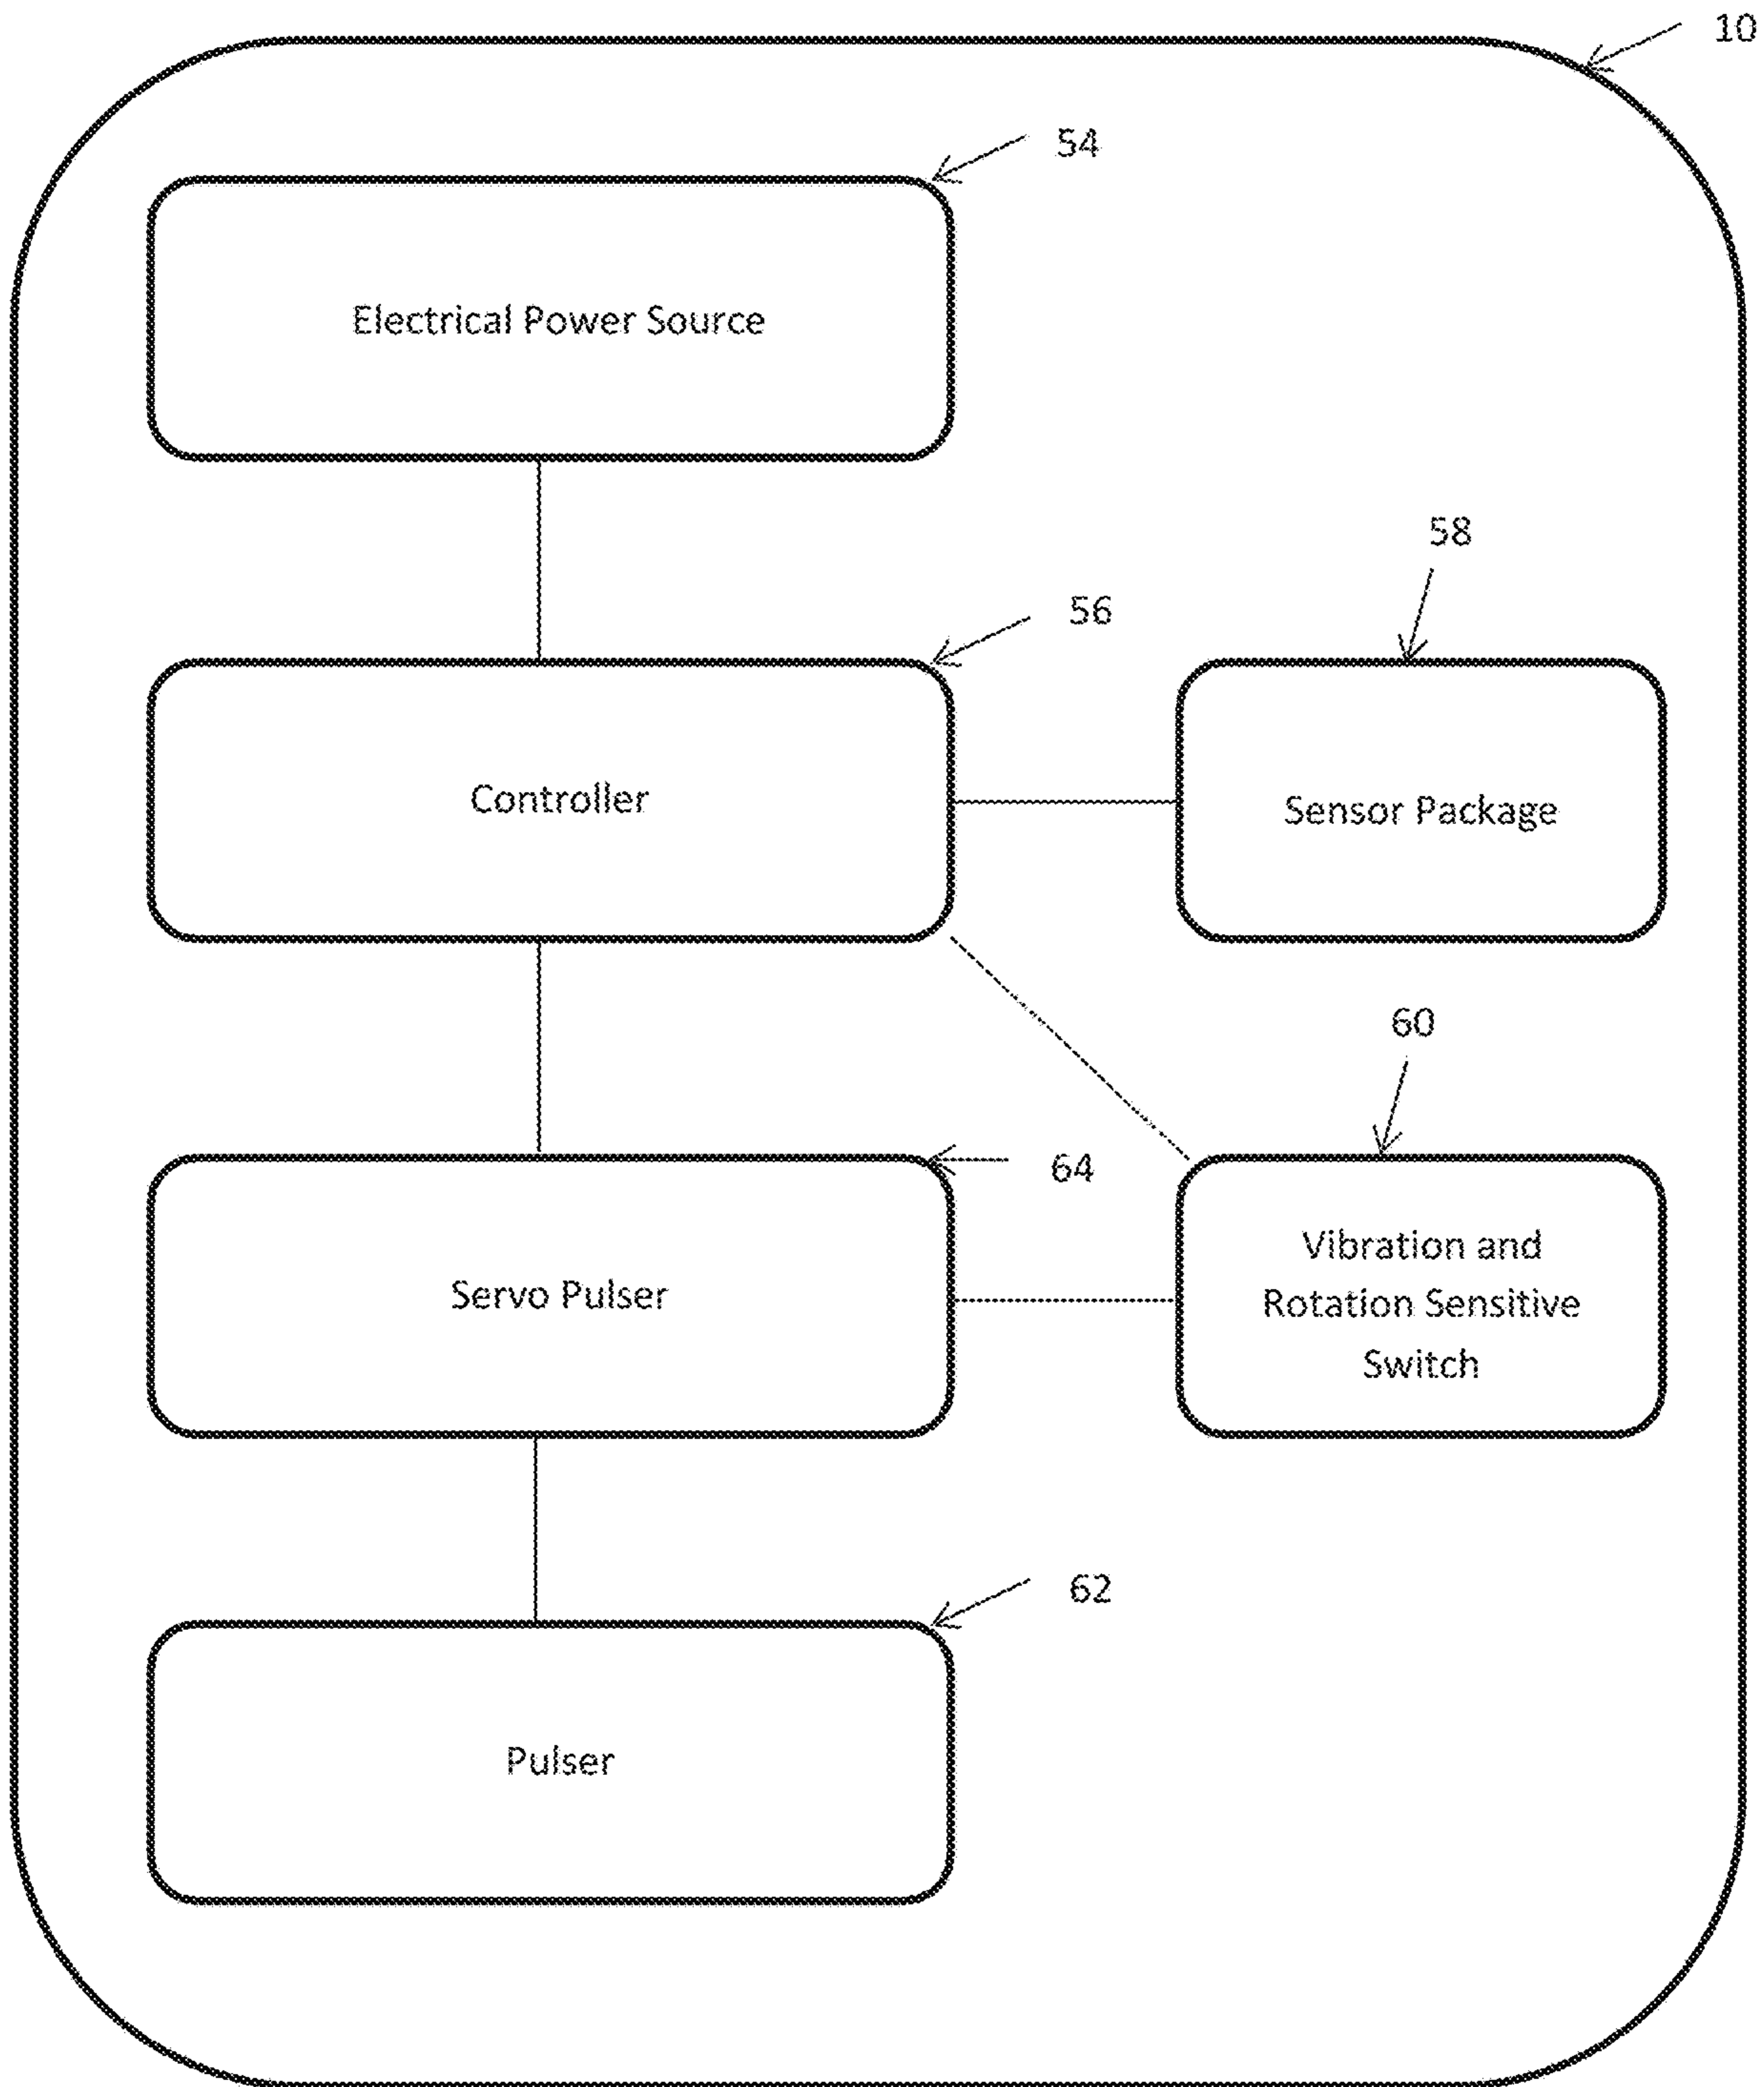 10
54
Electrical Power Source
58
56
Controller
Sensor Package
60
64
Servo Pulser
Vibration and
Rotation Sensitive
Switch
62
Pulser